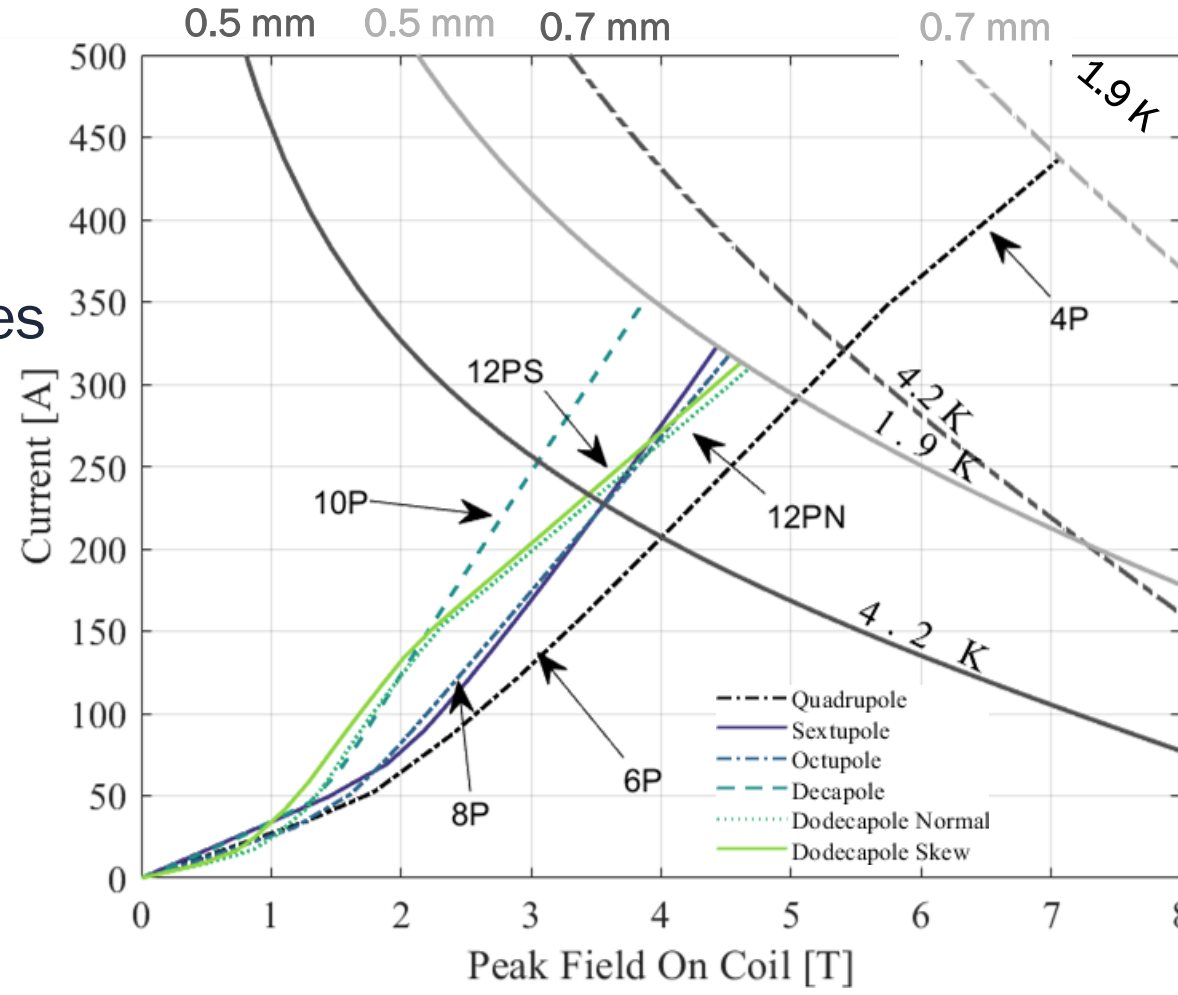 0.5 mm 0.5 mm 0.7 mm 0.7 mm
500
1.9 K
450
400
350
es
4P
300
12PS
4.2 K
1.9 K
250
10P
12PN
200
4.2 K
150
100
Quadrupole
Sextupole
Octupole
Decapole
Dodecapole Normal
Dodecapole Skew
6P
8P
50
0
Current [A]
0 1 2 3 4 5 6 7 8
Peak Field On Coil [T]